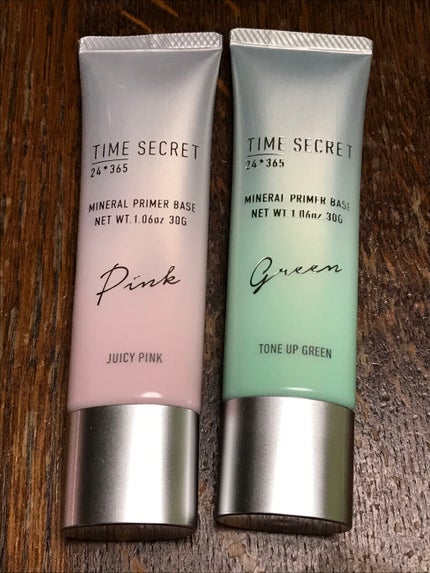 TIME SECRET
24*365
MINERAL PRIMER BASE
NET WT. 1.06oz 30G
Pink
JUICY PINK
TIME SECRET
24*365
MINERAL PRIMER BASE
NET WT. 1.06oz 30G
Green
TONE UP GREEN